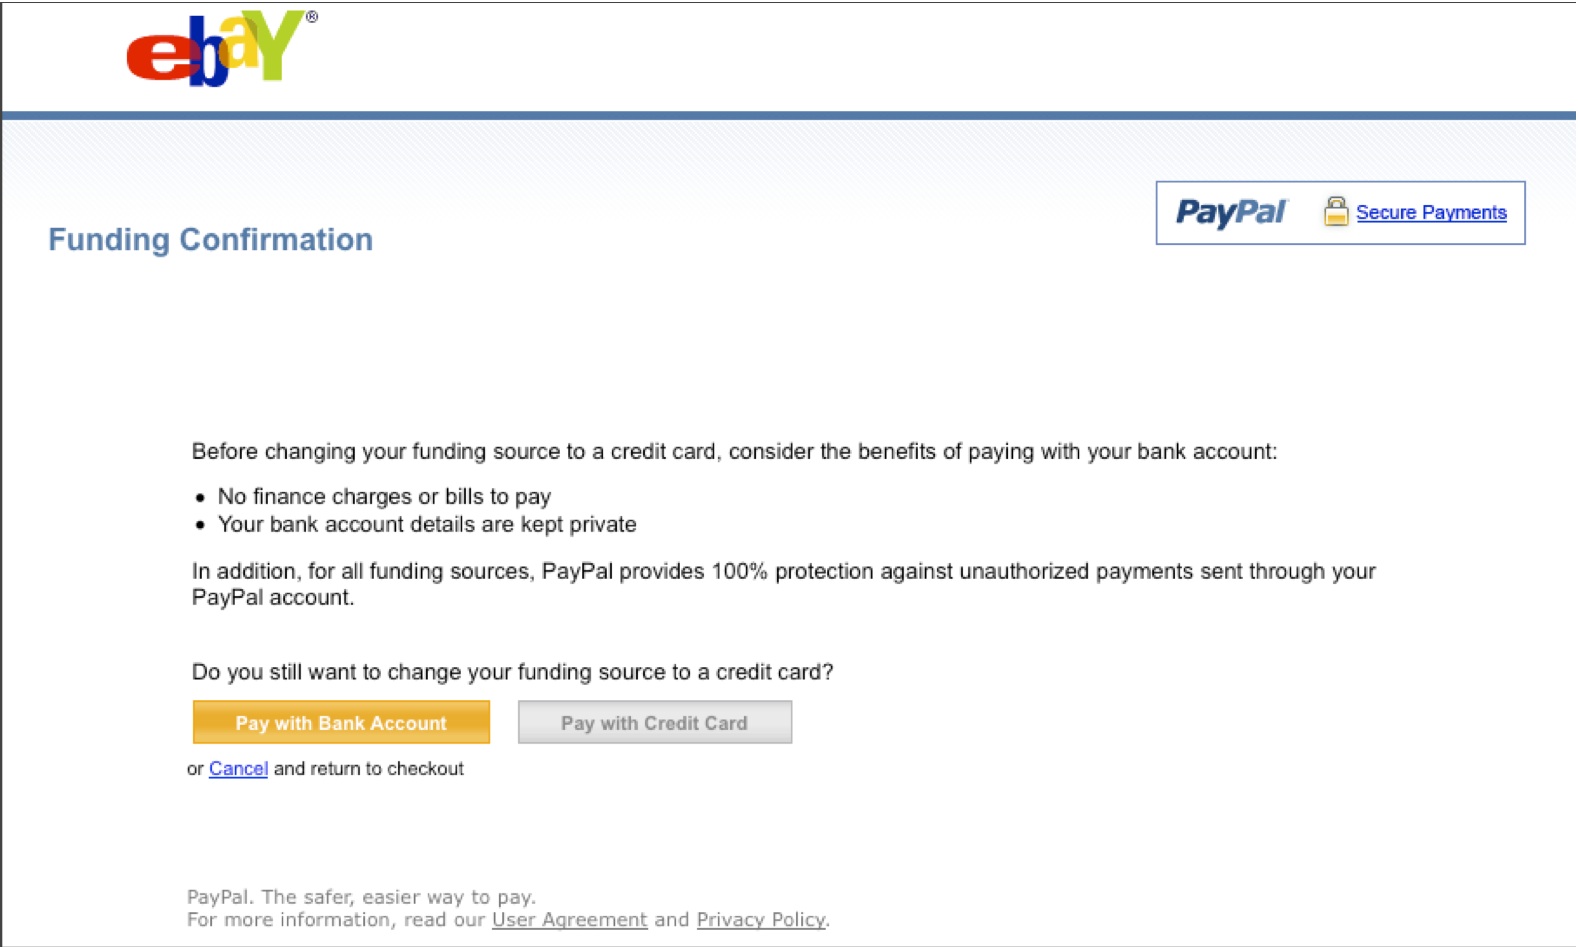 ebaY®
PayPal Secure Payments
Funding Confirmation
Before changing your funding source to a credit card, consider the benefits of paying with your bank account:
• No finance charges or bills to pay
• Your bank account details are kept private
In addition, for all funding sources, PayPal provides 100% protection against unauthorized payments sent through your
PayPal account.
Do you still want to change your funding source to a credit card?
Pay with Bank Account Pay with Credit Card
or Cancel and return to checkout
PayPal. The safer, easier way to pay.
For more information, read our User Agreement and Privacy Policy.